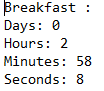 Breakfast :
Days: 0
Hours: 2
Minutes: 58
Seconds: 8